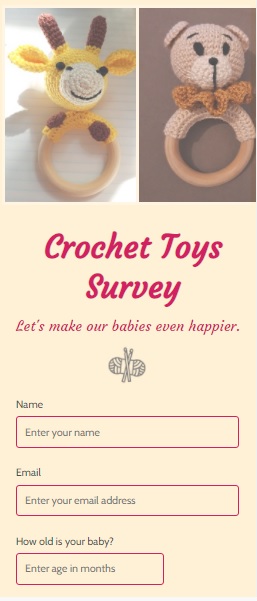 Crochet Toys
Survey
Let's make our babies even happier.
Name
Enter your name
Email
Enter your email address
How old is your baby?
Enter age in months